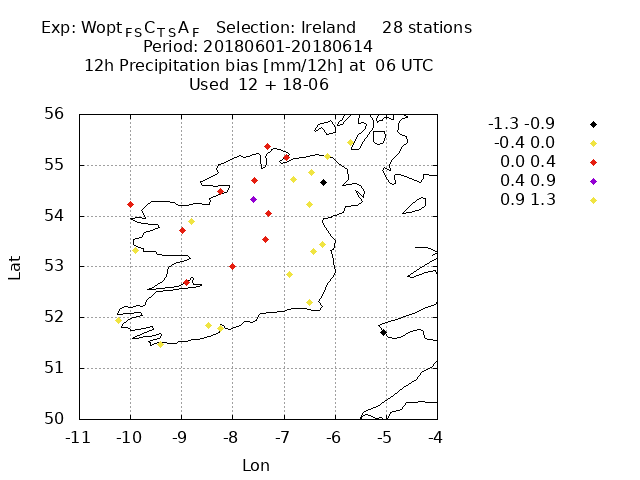 Exp: Wopt_FS C_TS A_F   Selection: Ireland     28 stations
Period: 20180601-20180614
12h Precipitation bias [mm/12h] at  06 UTC
Used  12 + 18-06
-1.3 -0.9
-0.4 0.0
0.0 0.4
0.4 0.9
0.9 1.3
56
55
54
53
52
51
50
Lat
-11 -10 -9 -8 -7 -6 -5 -4
Lon